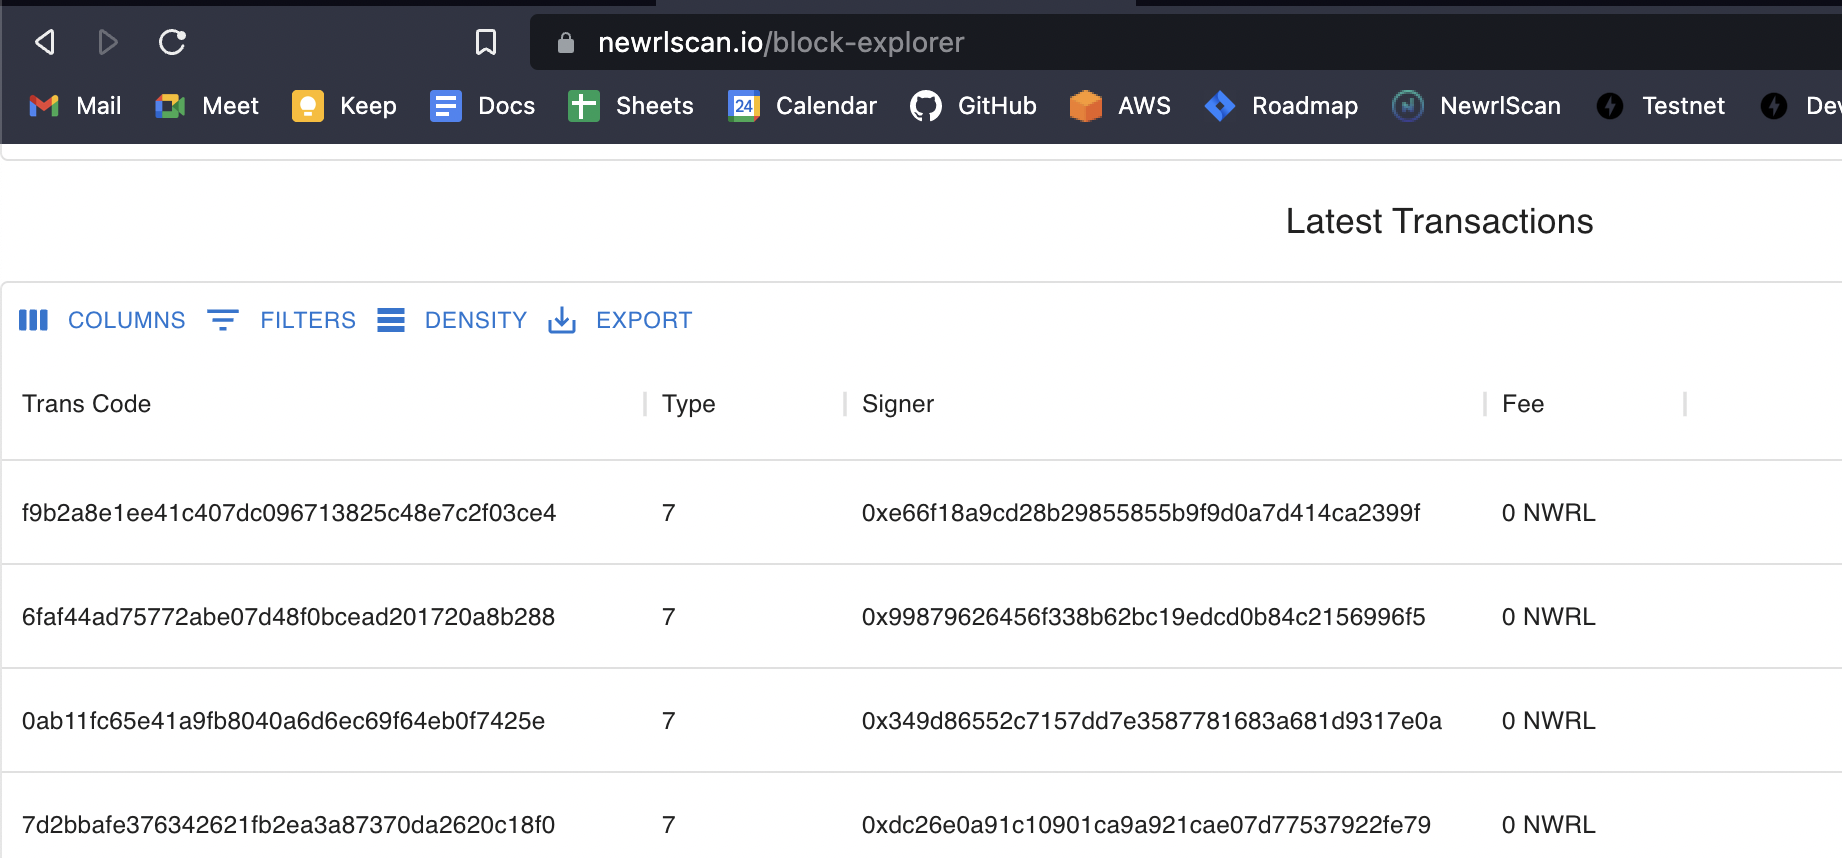 newrlscan.io/block-explorer
Mail Meet Keep Docs Sheets 24 Calendar GitHub AWS Roadmap N NewrlScan Testnet
Latest Transactions
COLUMNS FILTERS DENSITY EXPORT
Trans Code Type Signer Fee
f9b2a8e1ee41c407dc096713825c48e7c2f03ce4 7 0xe66f18a9cd28b29855855b9f9d0a7d414ca2399f 0 NWRL
6faf44ad75772abe07d48f0bcead201720a8b288 7 0x99879626456f338b62bc19edcd0b84c2156996f5 0 NWRL
0ab11fc65e41a9fb8040a6d6ec69f64eb0f7425e 7 0x349d86552c7157dd7e3587781683a681d9317e0a 0 NWRL
7d2bbafe376342621fb2ea3a87370da2620c18f0 7 0xdc26e0a91c10901ca9a921cae07d77537922fe79 0 NWRL